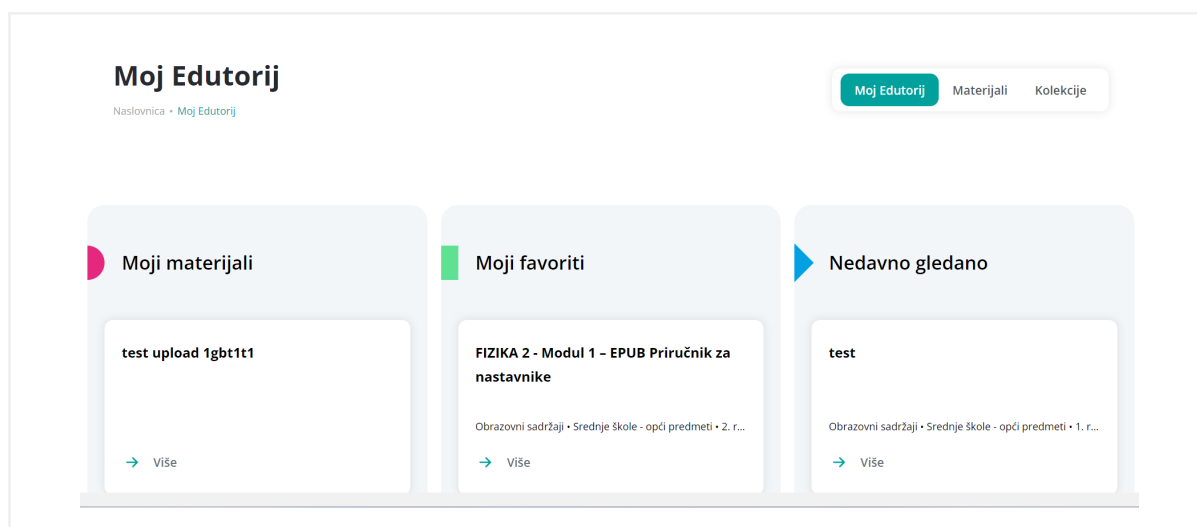 Moj Edutorij
Naslovnica • Moj Edutorij
Moj Edutorij Materijali Kolekcije
Moji materijali
test upload 1gbt1t1
Više
Moji favoriti
FIZIKA 2 - Modul 1 – EPUB Priručnik za
nastavnike
Obrazovni sadržaji • Srednje škole - opći predmeti • 2. r...
Više
Nedavno gledano
test
Obrazovni sadržaji • Srednje škole - opći predmeti • 1. r...
Više